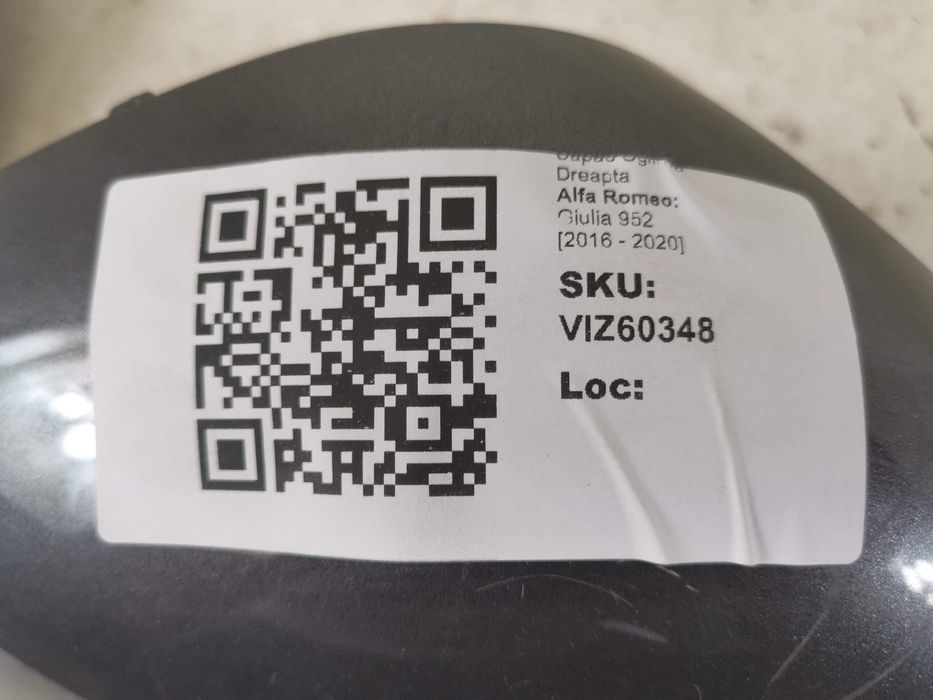 Dreapta
Alfa Romeo:
Giulia 952
[2016 - 2020]
SKU:
VIZ60348
Loc: